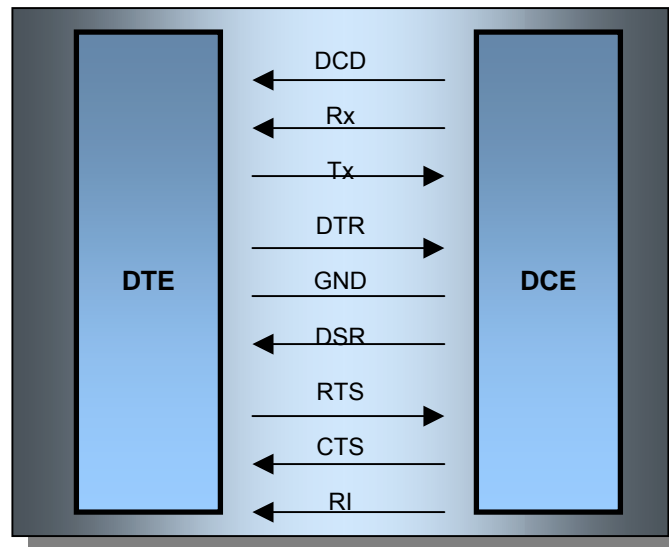 DCD
Rx
Tx
DTR
DTE
GND
DCE
DSR
RTS
CTS
RI